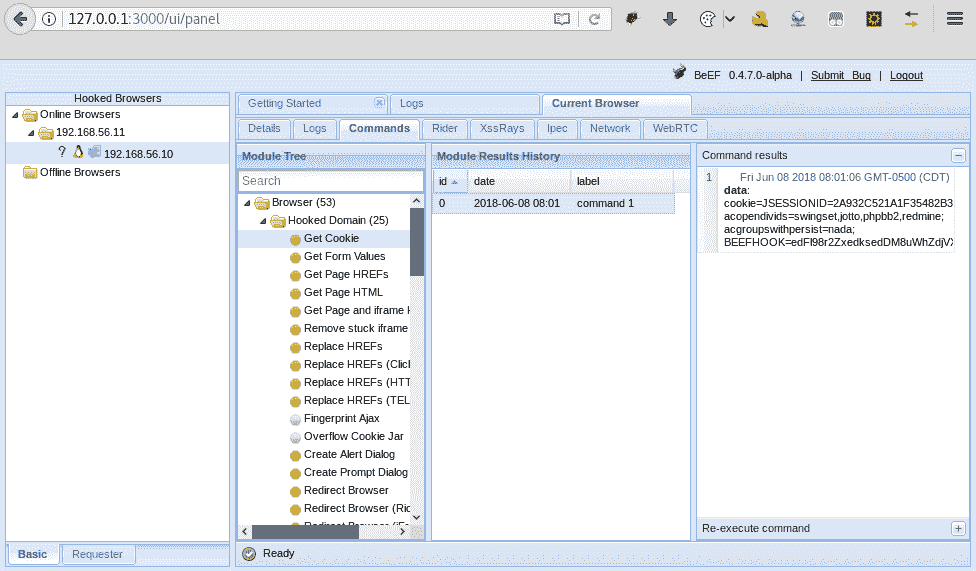 127.0.0.1:3000/ui/panel
BeEF 0.4.7.0-alpha | Submit Bug | Logout
Hooked Browsers
Online Browsers
192.168.56.11
? 192.168.56.10
Offline Browsers
Basic Requester
Getting Started Logs Current Browser
Details Logs Commands Rider XssRays Ipec Network WebRTC
Module Tree
Search
Browser (53)
Hooked Domain (25)
Get Cookie
Get Form Values
Get Page HREFs
Get Page HTML
Get Page and iframe
Remove stuck iframe
Replace HREFs
Replace HREFs (Clic
Replace HREFs (HTT
Replace HREFs (TEL
Fingerprint Ajax
Overflow Cookie Jar
Create Alert Dialog
Create Prompt Dialog
Redirect Browser
Redirect Browser (Ric
Module Results History
id date label
0 2018-06-08 08:01 command 1
Command results
1 Fri Jun 08 2018 08:01:06 GMT-0500 (CDT)
data:
cookie=JSESSIONID=2A932C521A1F35482B3
acopendivids=swingset,jotto,phpbb2,redmine;
acgroupswithpersist=nada;
Re-execute command
Ready